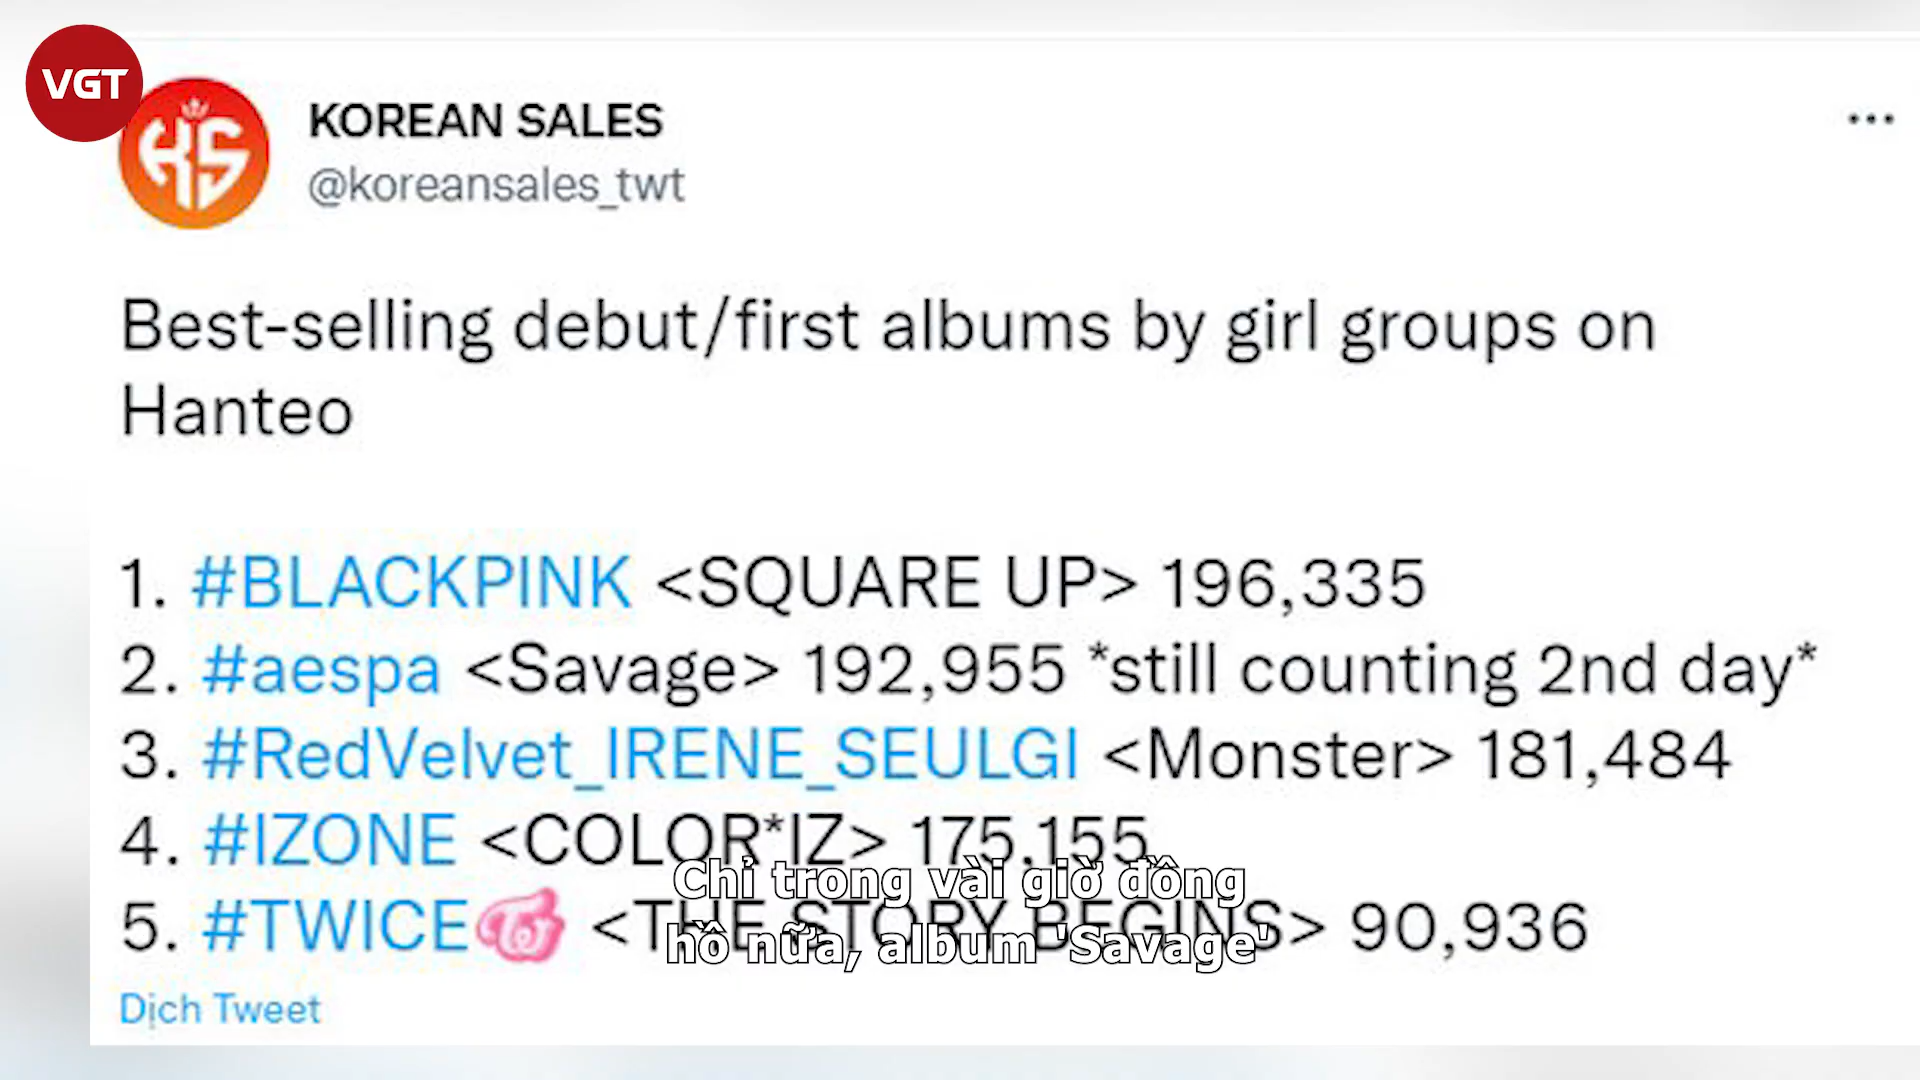 VGT
KOREAN SALES
@koreansales_twt
Best-selling debut/first albums by girl groups on
Hanteo
1. #BLACKPINK <SQUARE UP> 196,335
2. #aespa <Savage> 192,955 *still counting 2nd day*
3. #RedVelvet_IRENE_SEULGI <Monster> 181,484
4. #IZONE <COLOR*IZ> 175,155
5. #TWICE <THE STORY BEGINS> 90,936
Chỉ trong vài giờ đồng
hồ nữa, album 'Savage'
Dịch Tweet